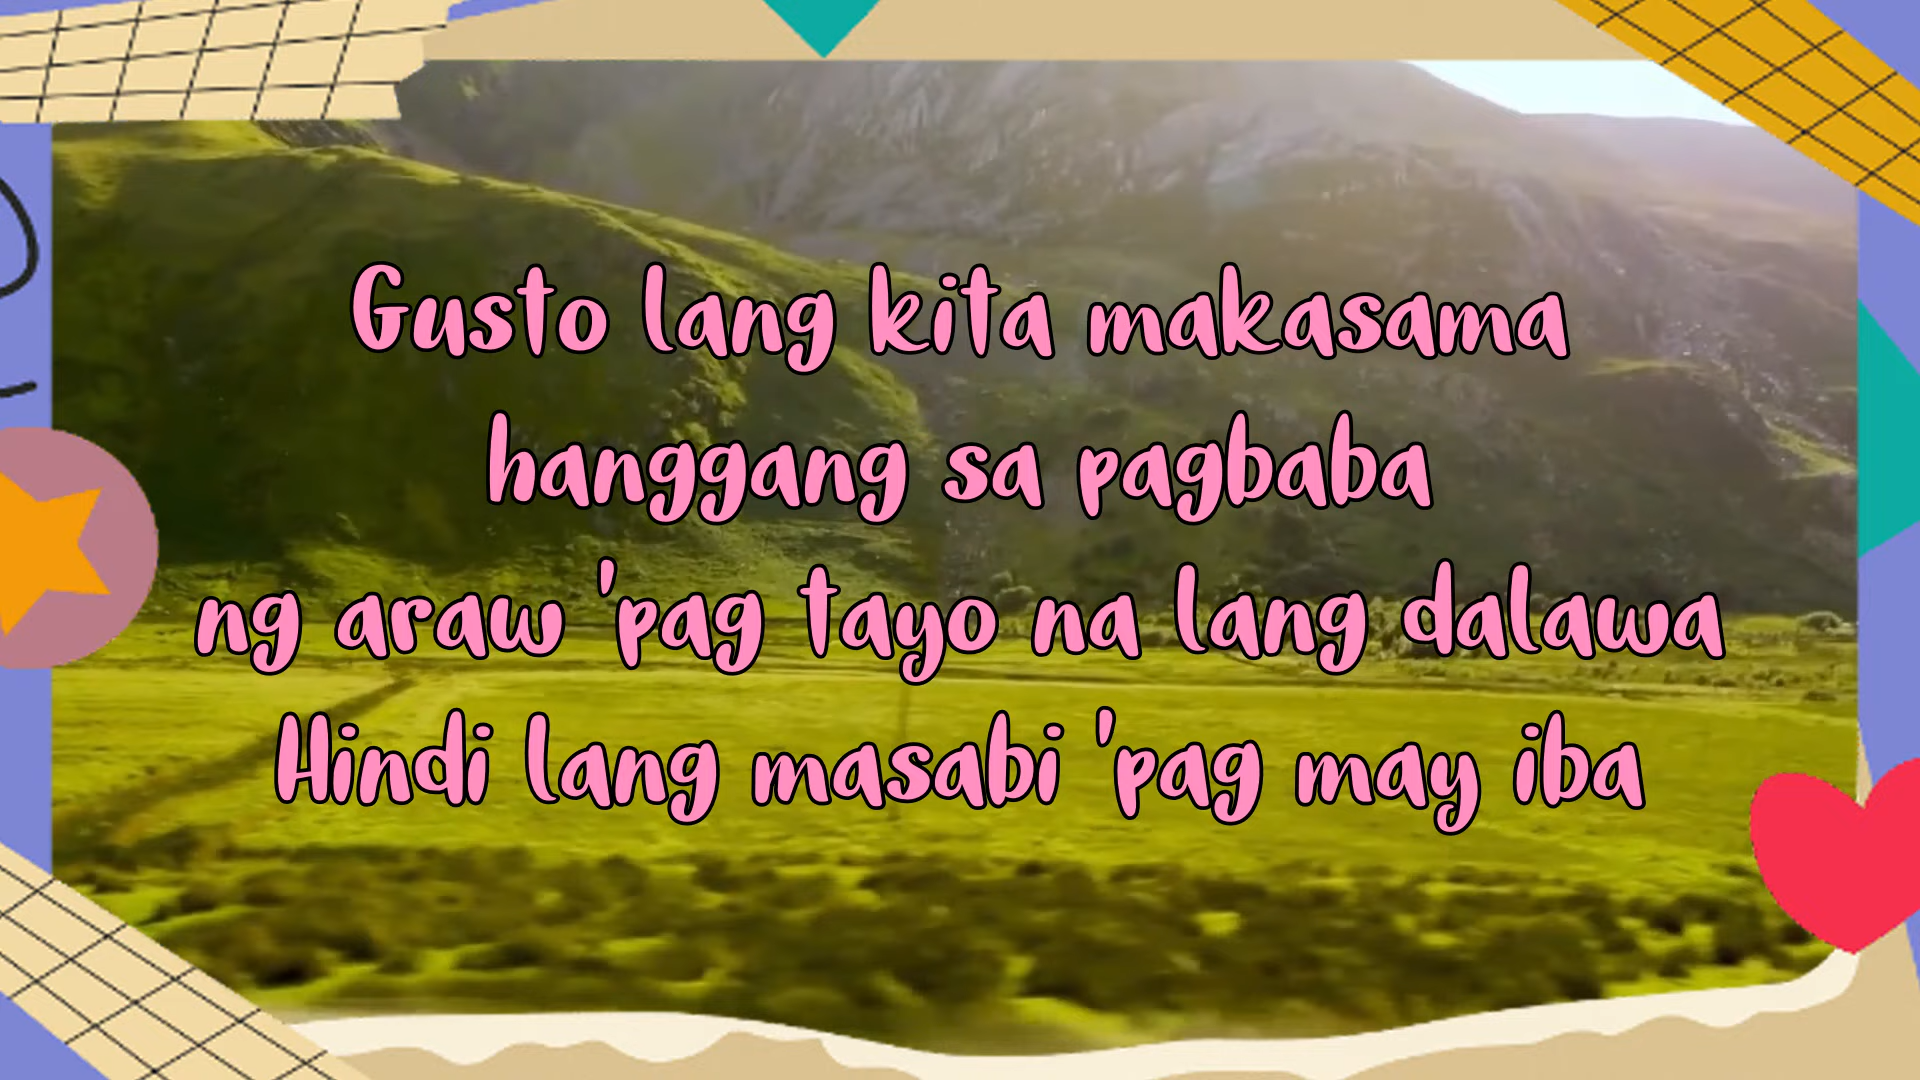 Gusto lang kita makasama
hanggang sa pagbaba
ng araw 'pag tayo na lang dalawa
Hindi lang masabi 'pag may iba